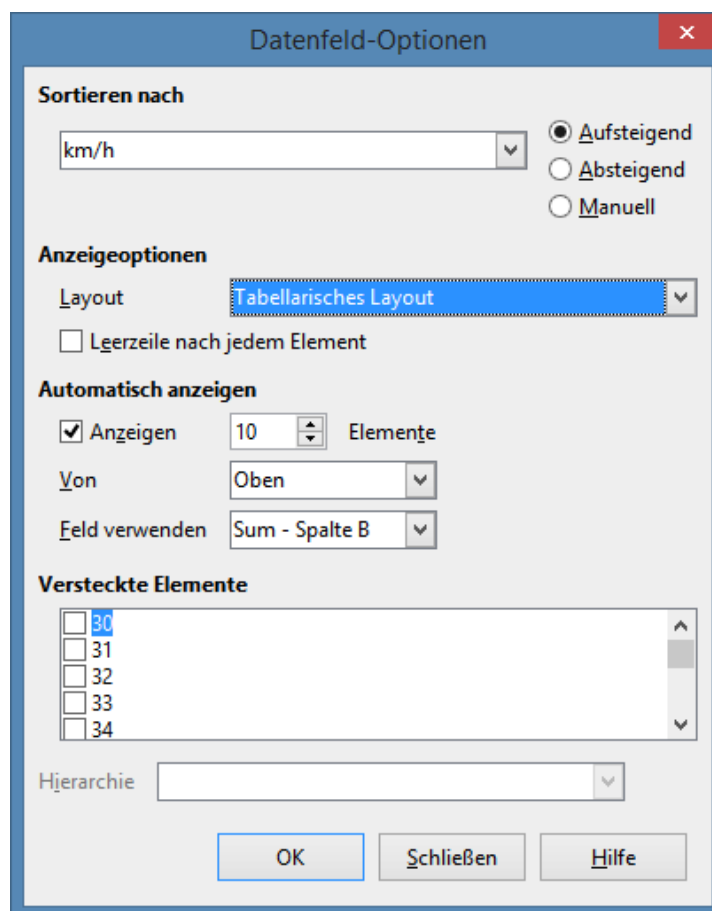 Datenfeld-Optionen
Sortieren nach
km/h
Aufsteigend
Absteigend
Manuell
Anzeigeoptionen
Layout Tabellarisches Layout
Leerzeile nach jedem Element
Automatisch anzeigen
Anzeigen 10 Elemente
Von Oben
Feld verwenden Sum - Spalte B
Versteckte Elemente
30
31
32
33
34
Hierarchie
OK Schließen Hilfe